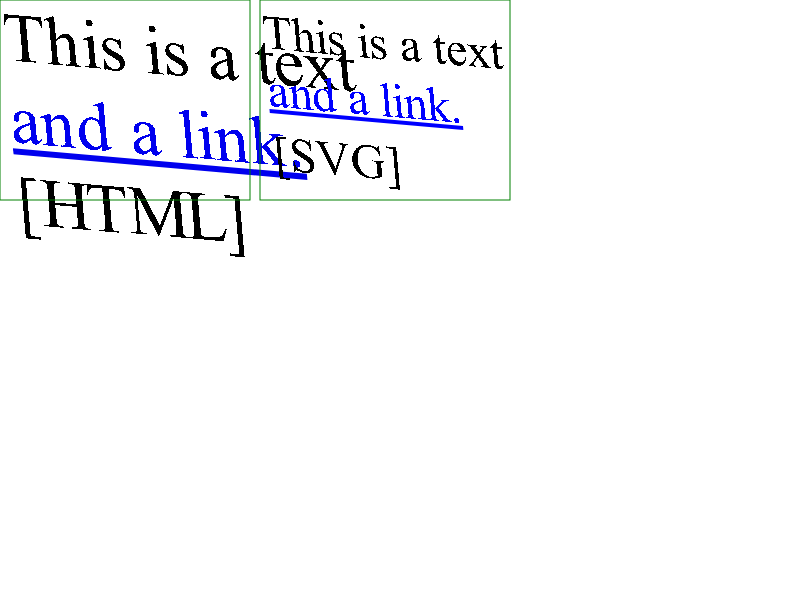 This is a text
and a link.
[HTML]
This is a text
and a link.
[SVG]